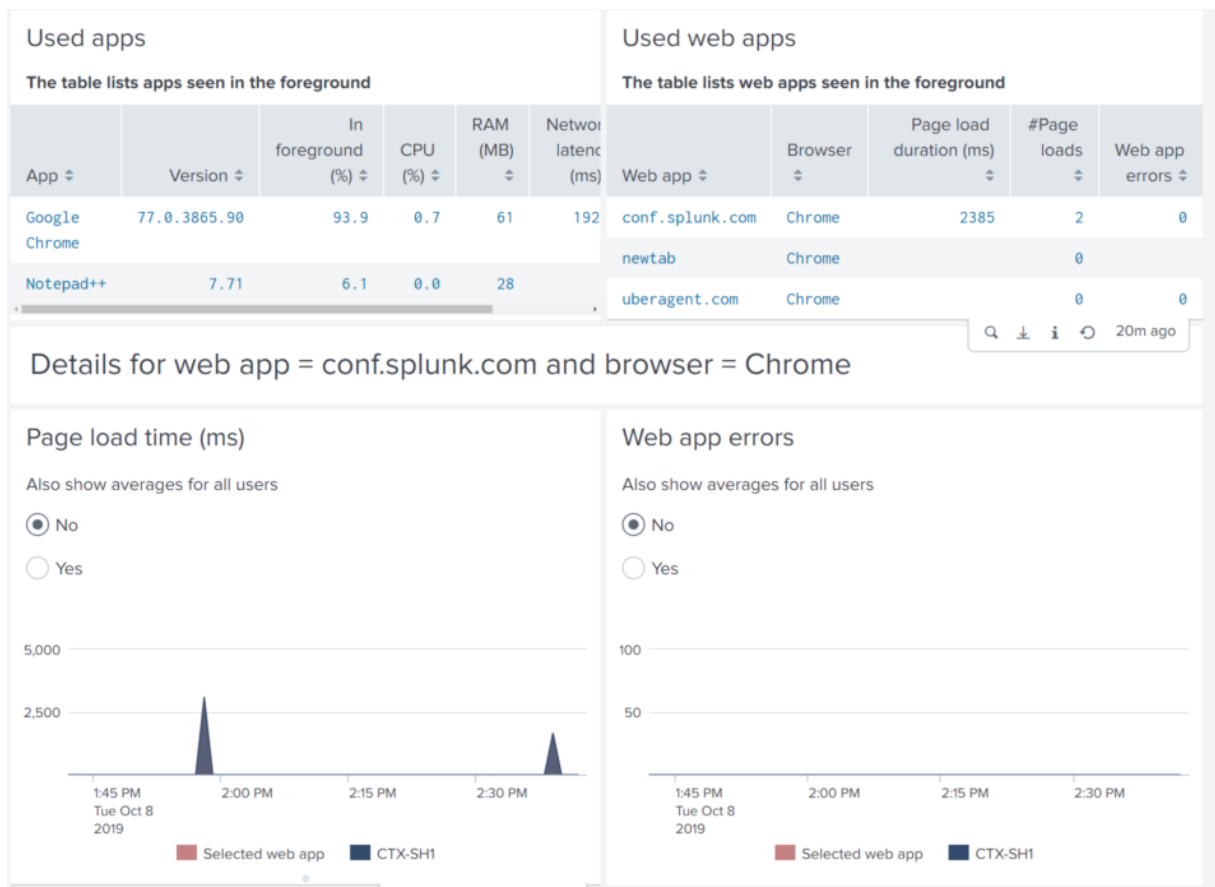 Used apps
The table lists apps seen in the foreground
App Version In foreground (%) CPU (%) RAM (MB) Networ latenc (ms)
Google Chrome 77.0.3865.90 93.9 0.7 61 192
Notepad++ 7.71 6.1 0.0 28
Used web apps
The table lists web apps seen in the foreground
Web app Browser Page load duration (ms) #Page loads Web app errors
conf.splunk.com Chrome 2385 2 0
newtab Chrome 0
uberagent.com Chrome 0 0
20m ago
Details for web app = conf.splunk.com and browser = Chrome
Page load time (ms)
Also show averages for all users
No
Yes
5,000
2,500
1:45 PM 2:00 PM 2:15 PM 2:30 PM
Tue Oct 8
2019
Selected web app CTX-SH1
Web app errors
Also show averages for all users
No
Yes
100
50
1:45 PM 2:00 PM 2:15 PM 2:30 PM
Tue Oct 8
2019
Selected web app CTX-SH1